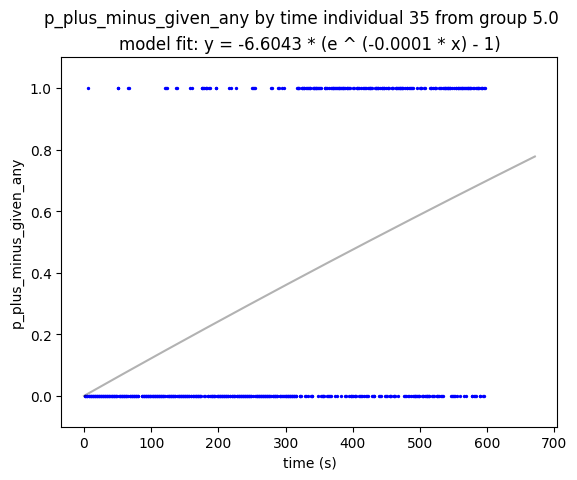 p_plus_minus_given_any by time individual 35 from group 5.0
model fit: y = -6.6043 * (e ^ (-0.0001 * x) - 1)
1.0
0.8
0.6
0.4
0.2
0.0
p_plus_minus_given_any
0 100 200 300 400 500 600 700
time (s)